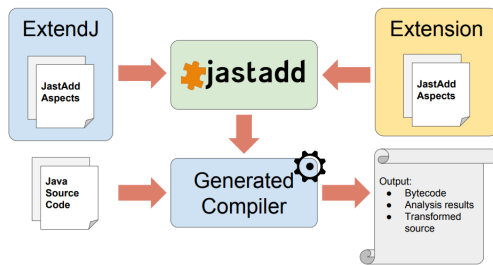 ExtendJ
JastAdd
Aspects
jastadd
Extension
JastAdd
Aspects
Java
Source
Code
Generated
Compiler
Output:
● Bytecode
● Analysis results
● Transformed
source